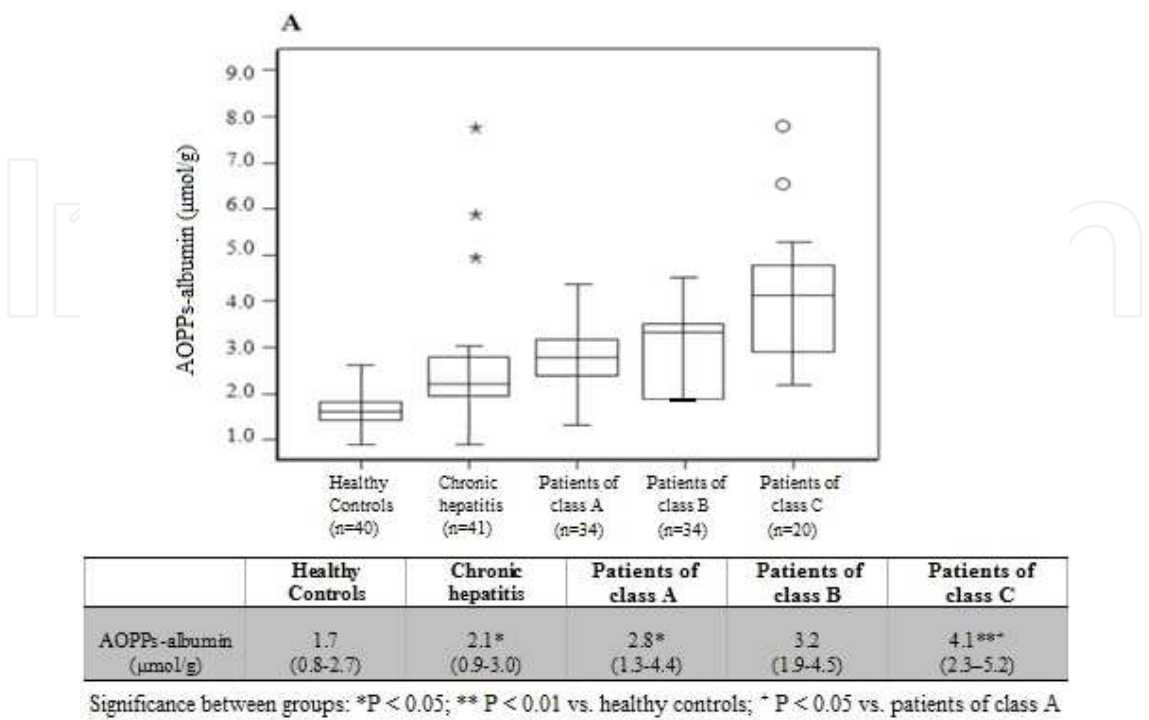 A
AOPPs-albumin (μmol/g)
9.0
8.0
7.0
6.0
5.0
4.0
3.0
2.0
1.0
Healthy Controls (n=40)
Chronic hepatitis (n=41)
Patients of class A (n=34)
Patients of class B (n=34)
Patients of class C (n=20)
Healthy Controls
Chronic hepatitis
Patients of class A
Patients of class B
Patients of class C
AOPPs-albumin (μmol/g)
1.7 (0.8-2.7)
2.1* (0.9-3.0)
2.8* (1.3-4.4)
3.2 (1.9-4.5)
4.1**⁺ (2.3–5.2)
Significance between groups: *P < 0.05; ** P < 0.01 vs. healthy controls; ⁺ P < 0.05 vs. patients of class A